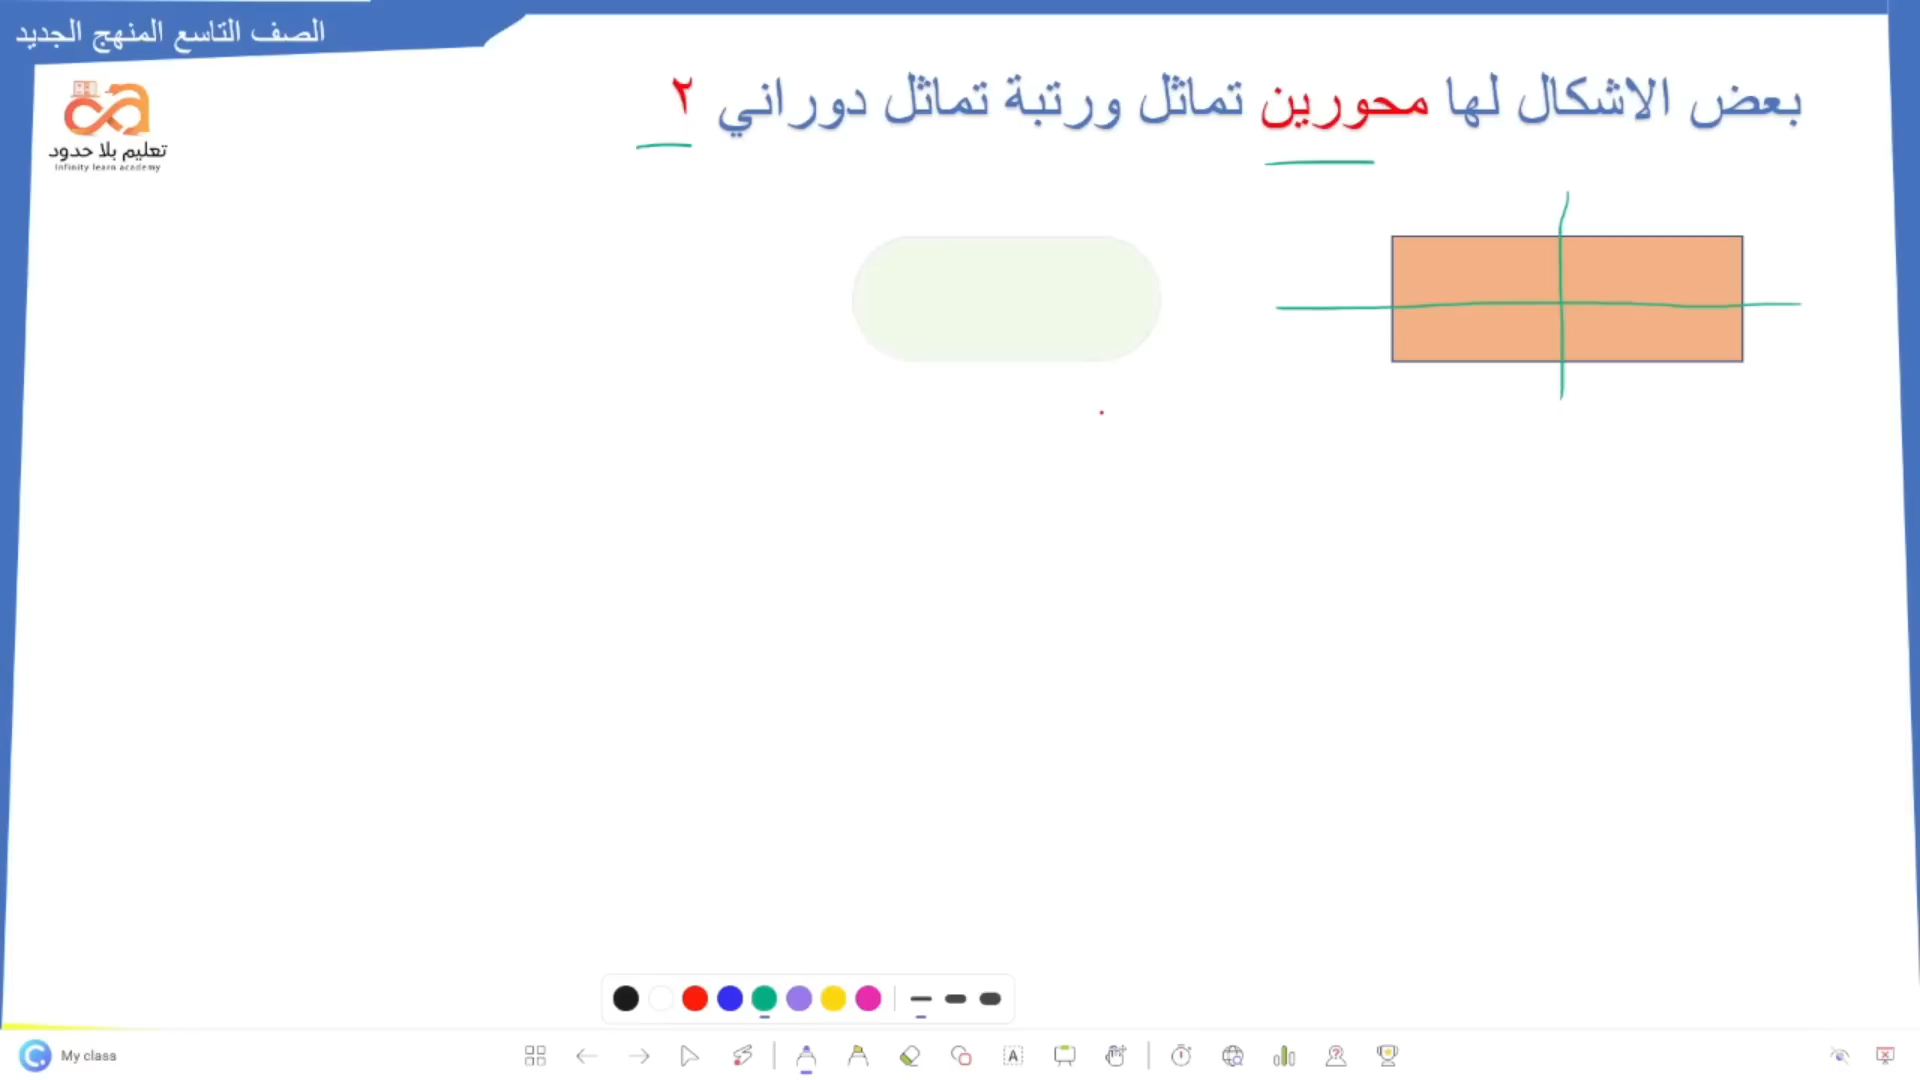 الصف التاسع المنهج الجديد
تعليم بلا حدود
infinity learn academy
بعض الاشكال لها محورين تماثل ورتبة تماثل دوراني ٢
My class